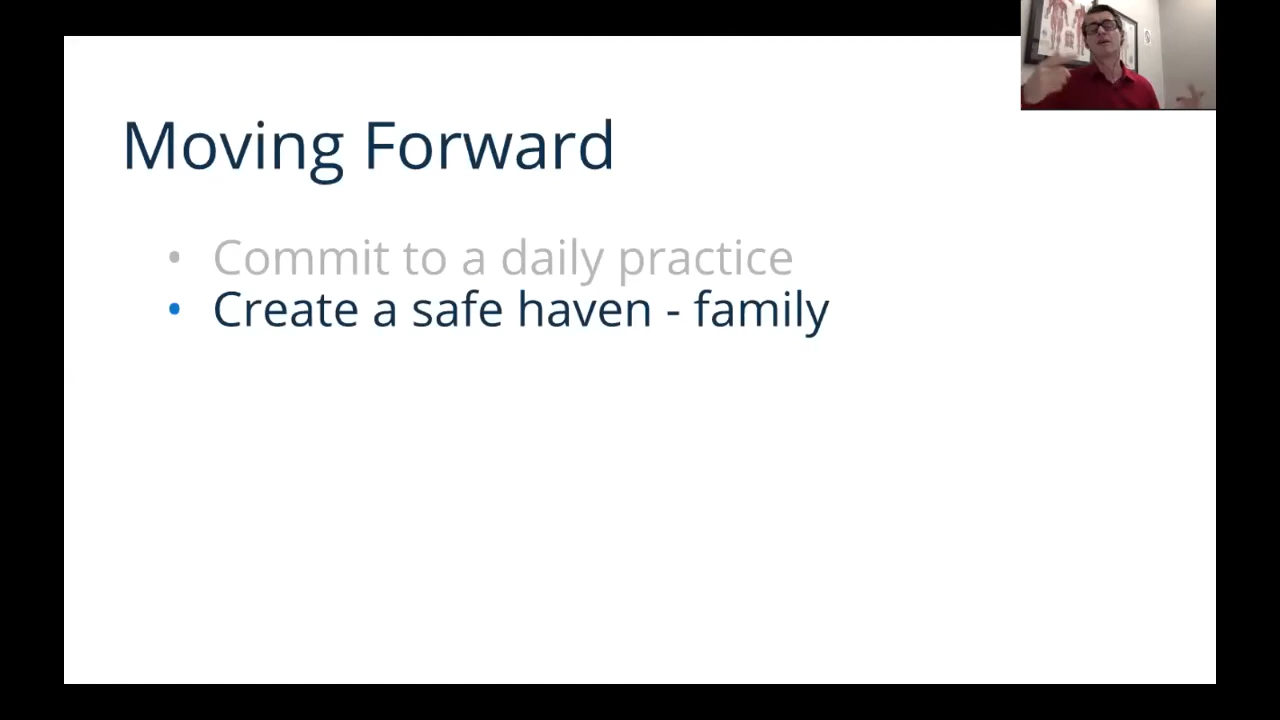 Moving Forward
• Commit to a daily practice
• Create a safe haven - family